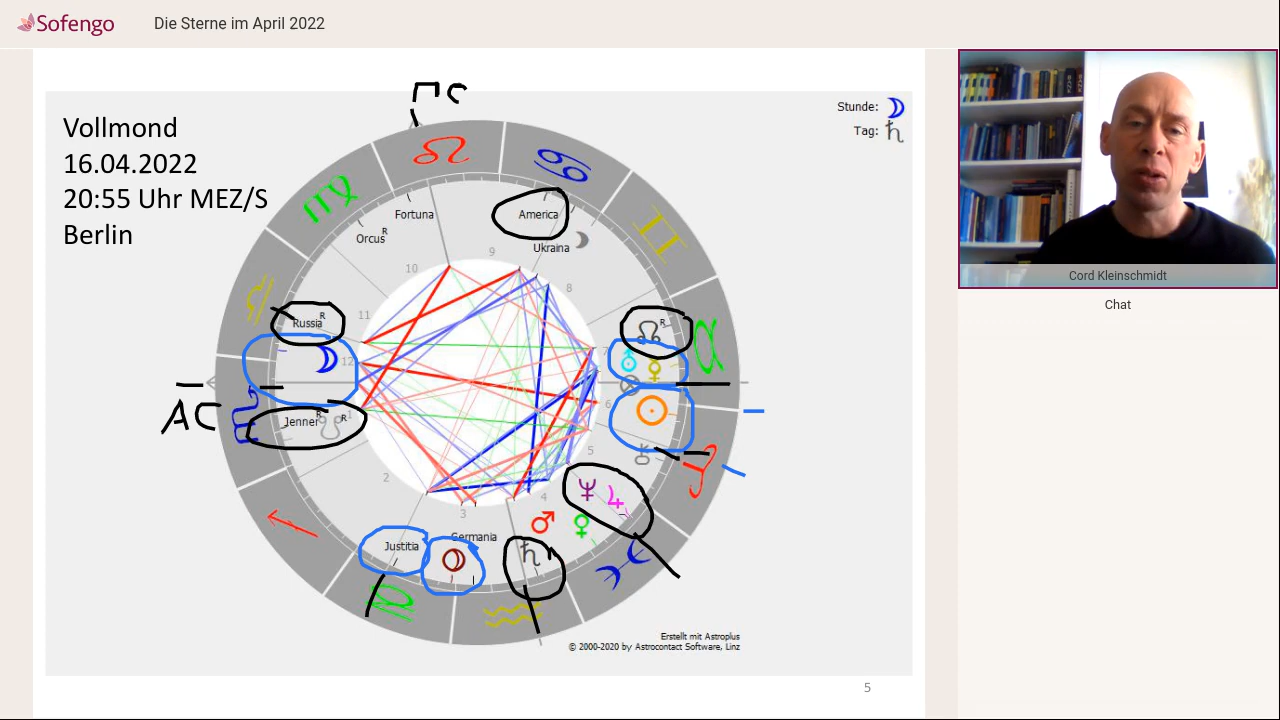 Sofengo
Die Sterne im April 2022
Vollmond
16.04.2022
20:55 Uhr MEZ/S
Berlin
MC
Stunde:
Tag:
Fortuna
America
Orcus R
Ukraina
9
10
8
11
Russia R
R
7
12
AC
6
Jenner R
R
1
5
2
4
3
Justitia
Germania
Erstellt mit Astroplus
© 2000-2020 by Astrocontact Software, Linz
5
Cord Kleinschmidt
Chat